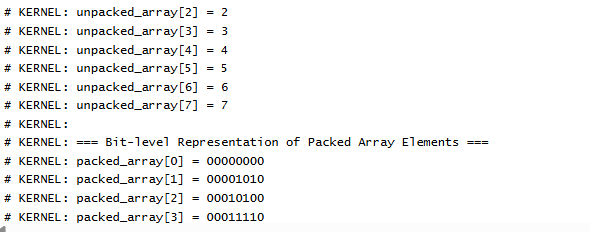 # KERNEL: unpacked_array[2] = 2
# KERNEL: unpacked_array[3] = 3
# KERNEL: unpacked_array[4] = 4
# KERNEL: unpacked_array[5] = 5
# KERNEL: unpacked_array[6] = 6
# KERNEL: unpacked_array[7] = 7
# KERNEL:
# KERNEL: === Bit-level Representation of Packed Array Elements ===
# KERNEL: packed_array[0] = 00000000
# KERNEL: packed_array[1] = 00001010
# KERNEL: packed_array[2] = 00010100
# KERNEL: packed_array[3] = 00011110